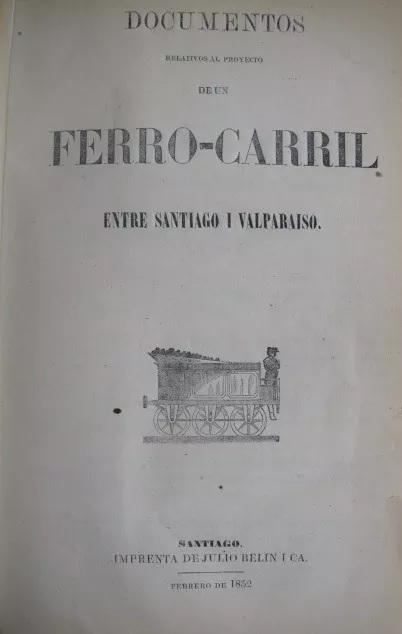 DOCUMENTOS
RELATIVOS AL PROYECTO
DE UN
FERRO-CARRIL
ENTRE SANTIAGO I VALPARAISO.
SANTIAGO,
IMPRENTA DE JULIO BELIN I CA.
FEBRERO DE 1852